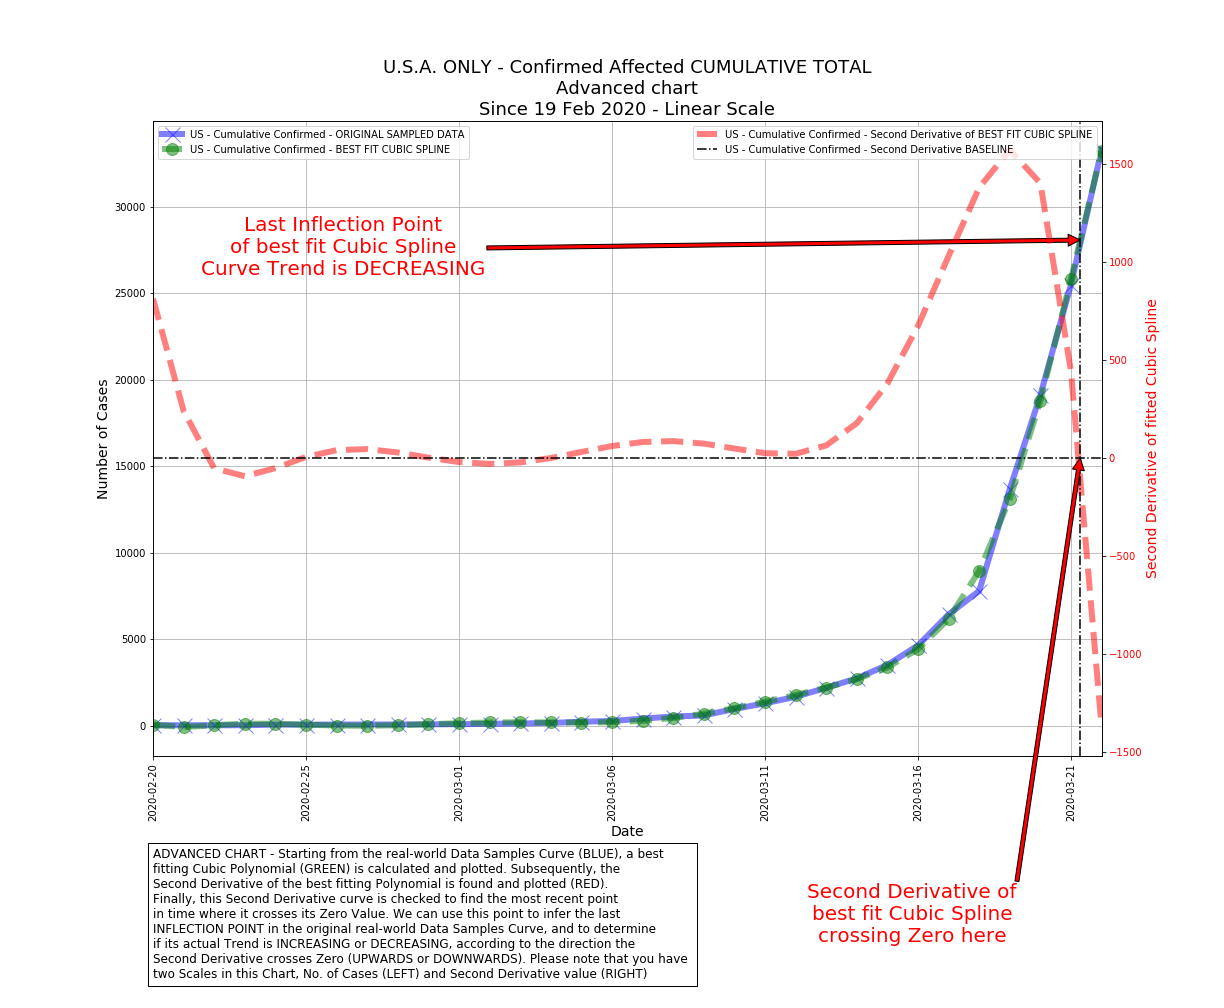 U.S.A. ONLY - Confirmed Affected CUMULATIVE TOTAL
Advanced chart
Since 19 Feb 2020 - Linear Scale
US - Cumulative Confirmed - ORIGINAL SAMPLED DATA
US - Cumulative Confirmed - BEST FIT CUBIC SPLINE
US - Cumulative Confirmed - Second Derivative of BEST FIT CUBIC SPLINE
US - Cumulative Confirmed - Second Derivative BASELINE
Last Inflection Point
of best fit Cubic Spline
Curve Trend is DECREASING
Number of Cases
30000
25000
20000
15000
10000
5000
0
1500
1000
500
0
−500
−1000
−1500
Second Derivative of fitted Cubic Spline
2020-02-20
2020-02-25
2020-03-01
2020-03-06
2020-03-11
2020-03-16
2020-03-21
Date
ADVANCED CHART - Starting from the real-world Data Samples Curve (BLUE), a best
fitting Cubic Polynomial (GREEN) is calculated and plotted. Subsequently, the
Second Derivative of the best fitting Polynomial is found and plotted (RED).
Finally, this Second Derivative curve is checked to find the most recent point
in time where it crosses its Zero Value. We can use this point to infer the last
INFLECTION POINT in the original real-world Data Samples Curve, and to determine
if its actual Trend is INCREASING or DECREASING, according to the direction the
Second Derivative crosses Zero (UPWARDS or DOWNWARDS). Please note that you have
two Scales in this Chart, No. of Cases (LEFT) and Second Derivative value (RIGHT)
Second Derivative of
best fit Cubic Spline
crossing Zero here